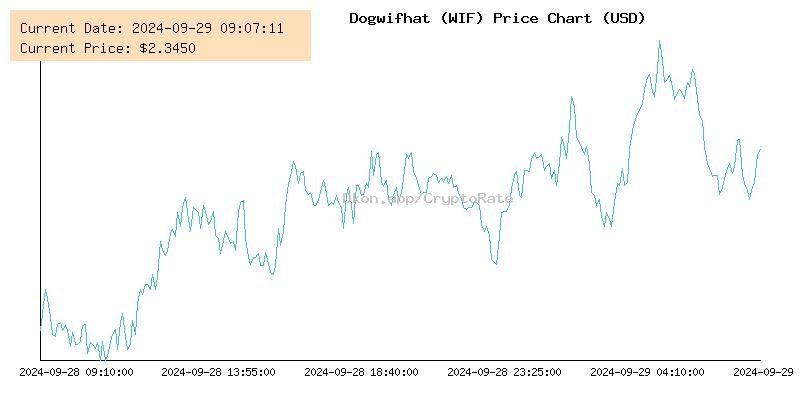 Dogwifhat (WIF) Price Chart (USD)
Current Date: 2024-09-29 09:07:11
Current Price: $2.3450
Dkon.app/CryptoRate
2024-09-28 09:10:00 2024-09-28 13:55:00 2024-09-28 18:40:00 2024-09-28 23:25:00 2024-09-29 04:10:00 2024-09-29